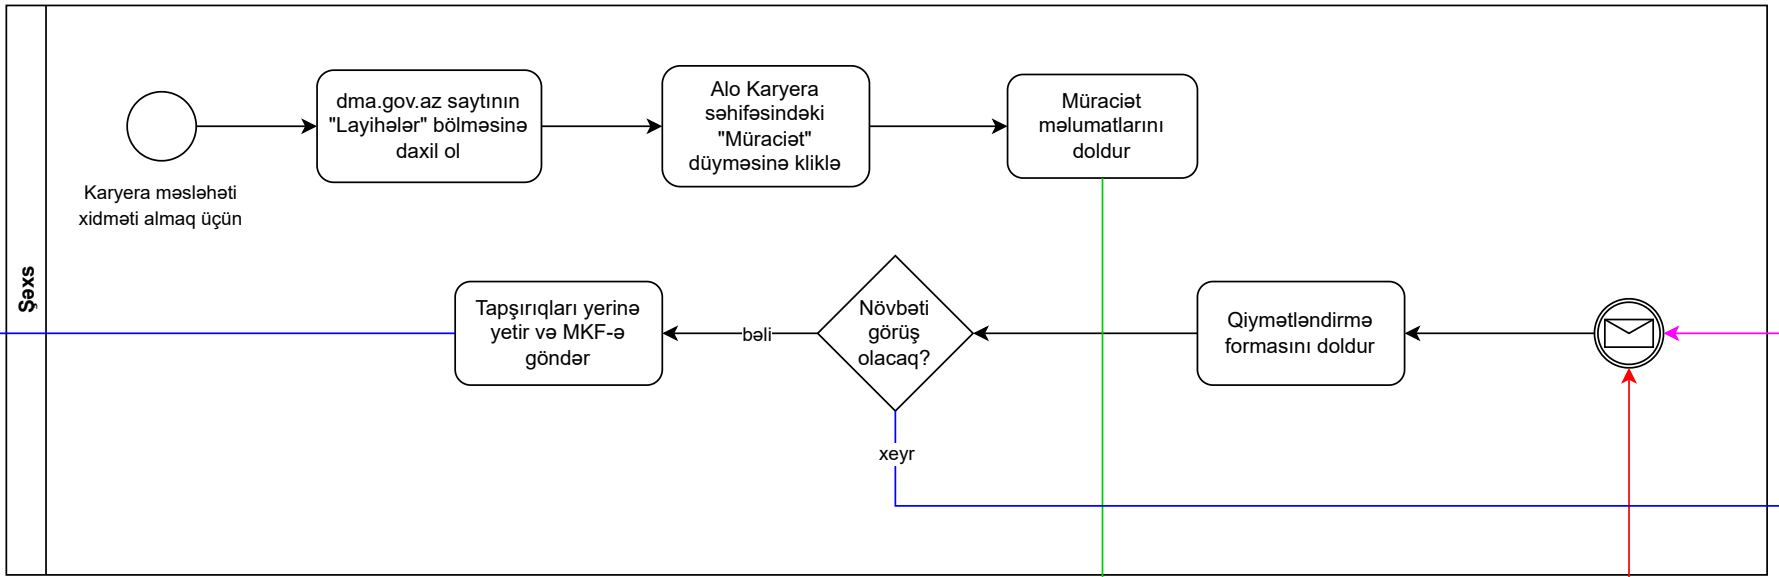 Şəxs
Karyera məsləhəti
xidməti almaq üçün
dma.gov.az saytının
"Layihələr" bölməsinə
daxil ol
Alo Karyera
səhifəsindəki
"Müraciət"
düyməsinə kliklə
Müraciət
məlumatlarını
doldur
Tapşırıqları yerinə
yetir və MKF-ə
göndər
bəli
Növbəti
görüş
olacaq?
xeyr
Qiymətləndirmə
formasını doldur